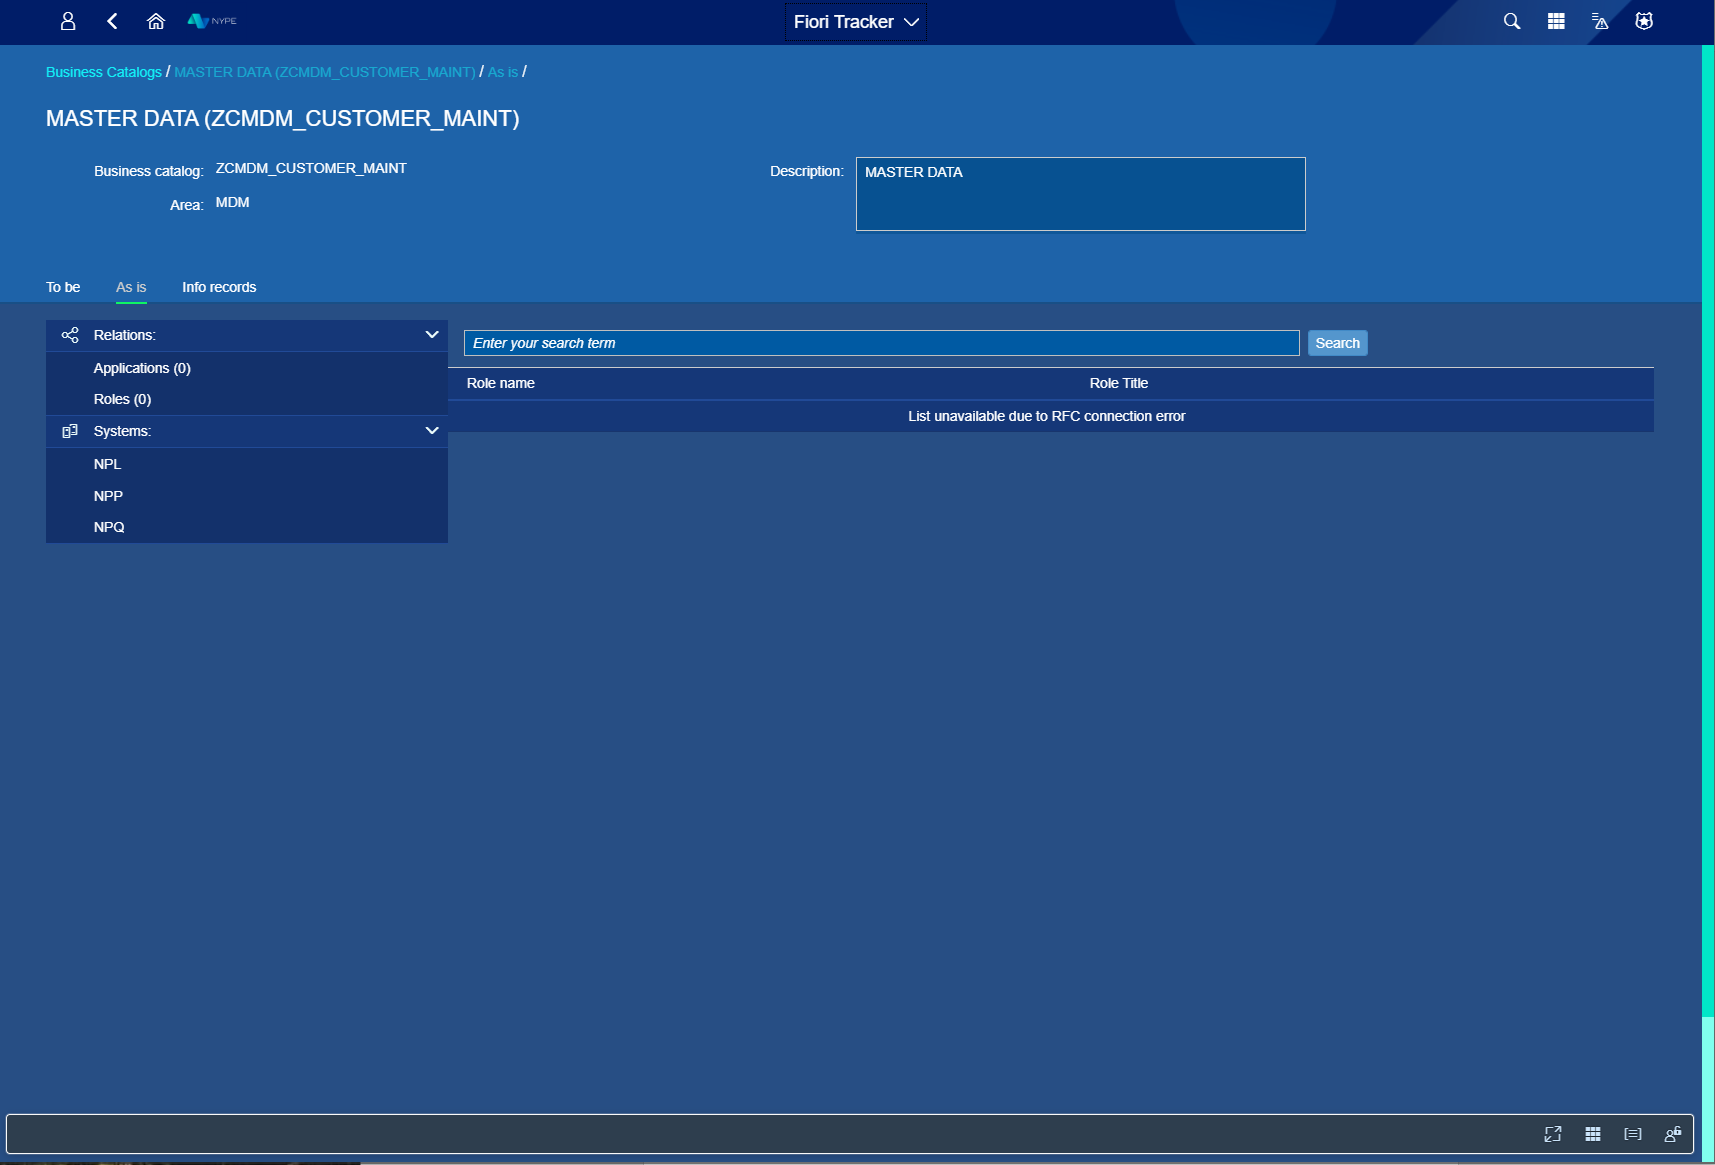 NYPE
Fiori Tracker
Business Catalogs / MASTER DATA (ZCMDM_CUSTOMER_MAINT) / As is /
MASTER DATA (ZCMDM_CUSTOMER_MAINT)
Business catalog: ZCMDM_CUSTOMER_MAINT
Area: MDM
Description: MASTER DATA
To be As is Info records
Relations:
Applications (0)
Roles (0)
Systems:
NPL
NPP
NPQ
Enter your search term Search
Role name Role Title
List unavailable due to RFC connection error